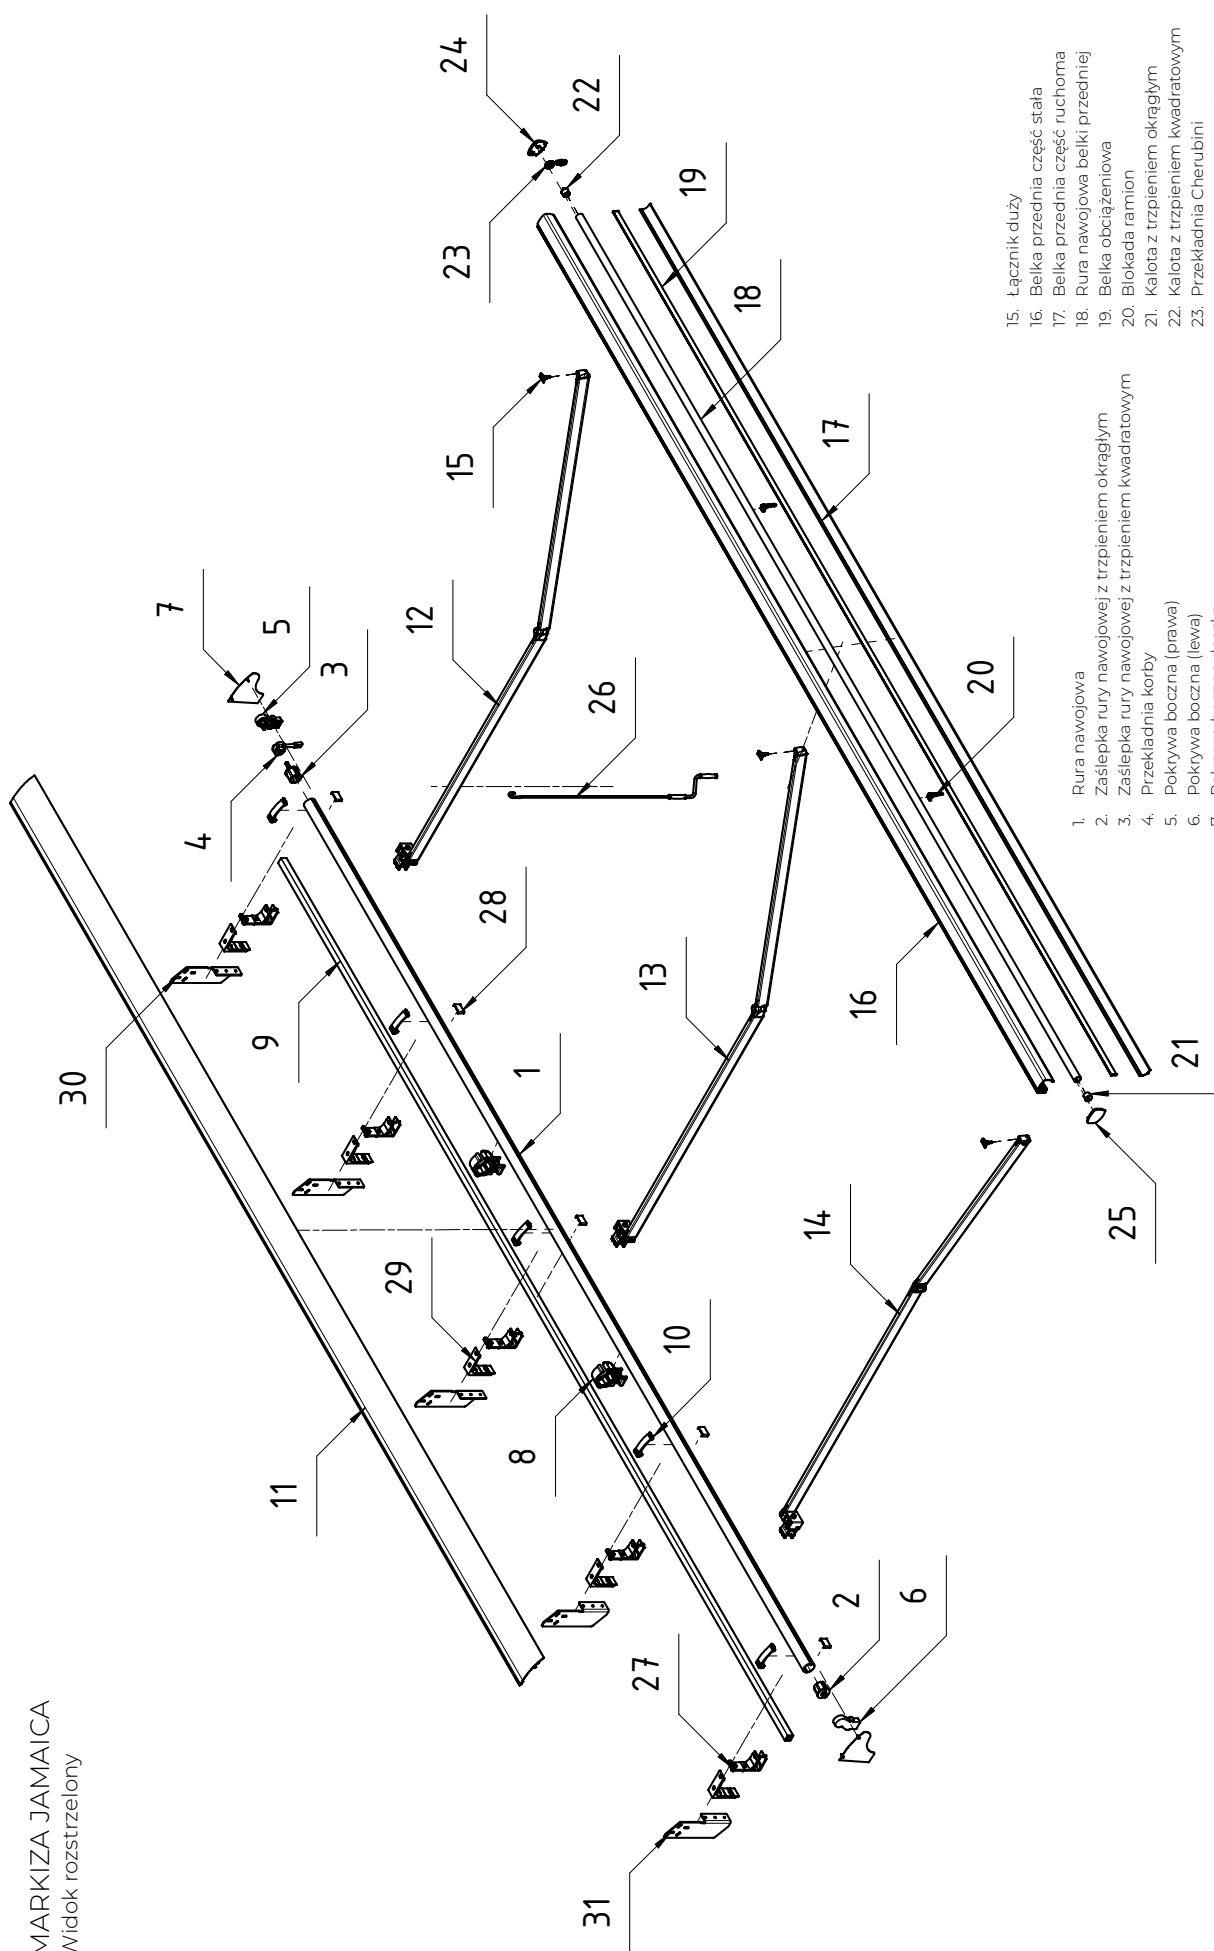 MARKIZA JAMAICA
Widok rozstrzelony
24
22
23
19
18
15
17
7
5
3
12
26
20
4
28
30
9
1
13
16
21
29
10
14
25
11
8
27
2
6
31
1. Rura nawojowa
2. Zaślepka rury nawojowej z trzpieniem okrągłym
3. Zaślepka rury nawojowej z trzpieniem kwadratowym
4. Przekładnia korby
5. Pokrywa boczna (prawa)
6. Pokrywa boczna (lewa)
15. Łącznik duży
16. Belka przednia część stała
17. Belka przednia część ruchoma
18. Rura nawojowa belki przedniej
19. Belka obciążeniowa
20. Blokada ramion
21. Kalota z trzpieniem okrągłym
22. Kalota z trzpieniem kwadratowym
23. Przekładnia Cherubini